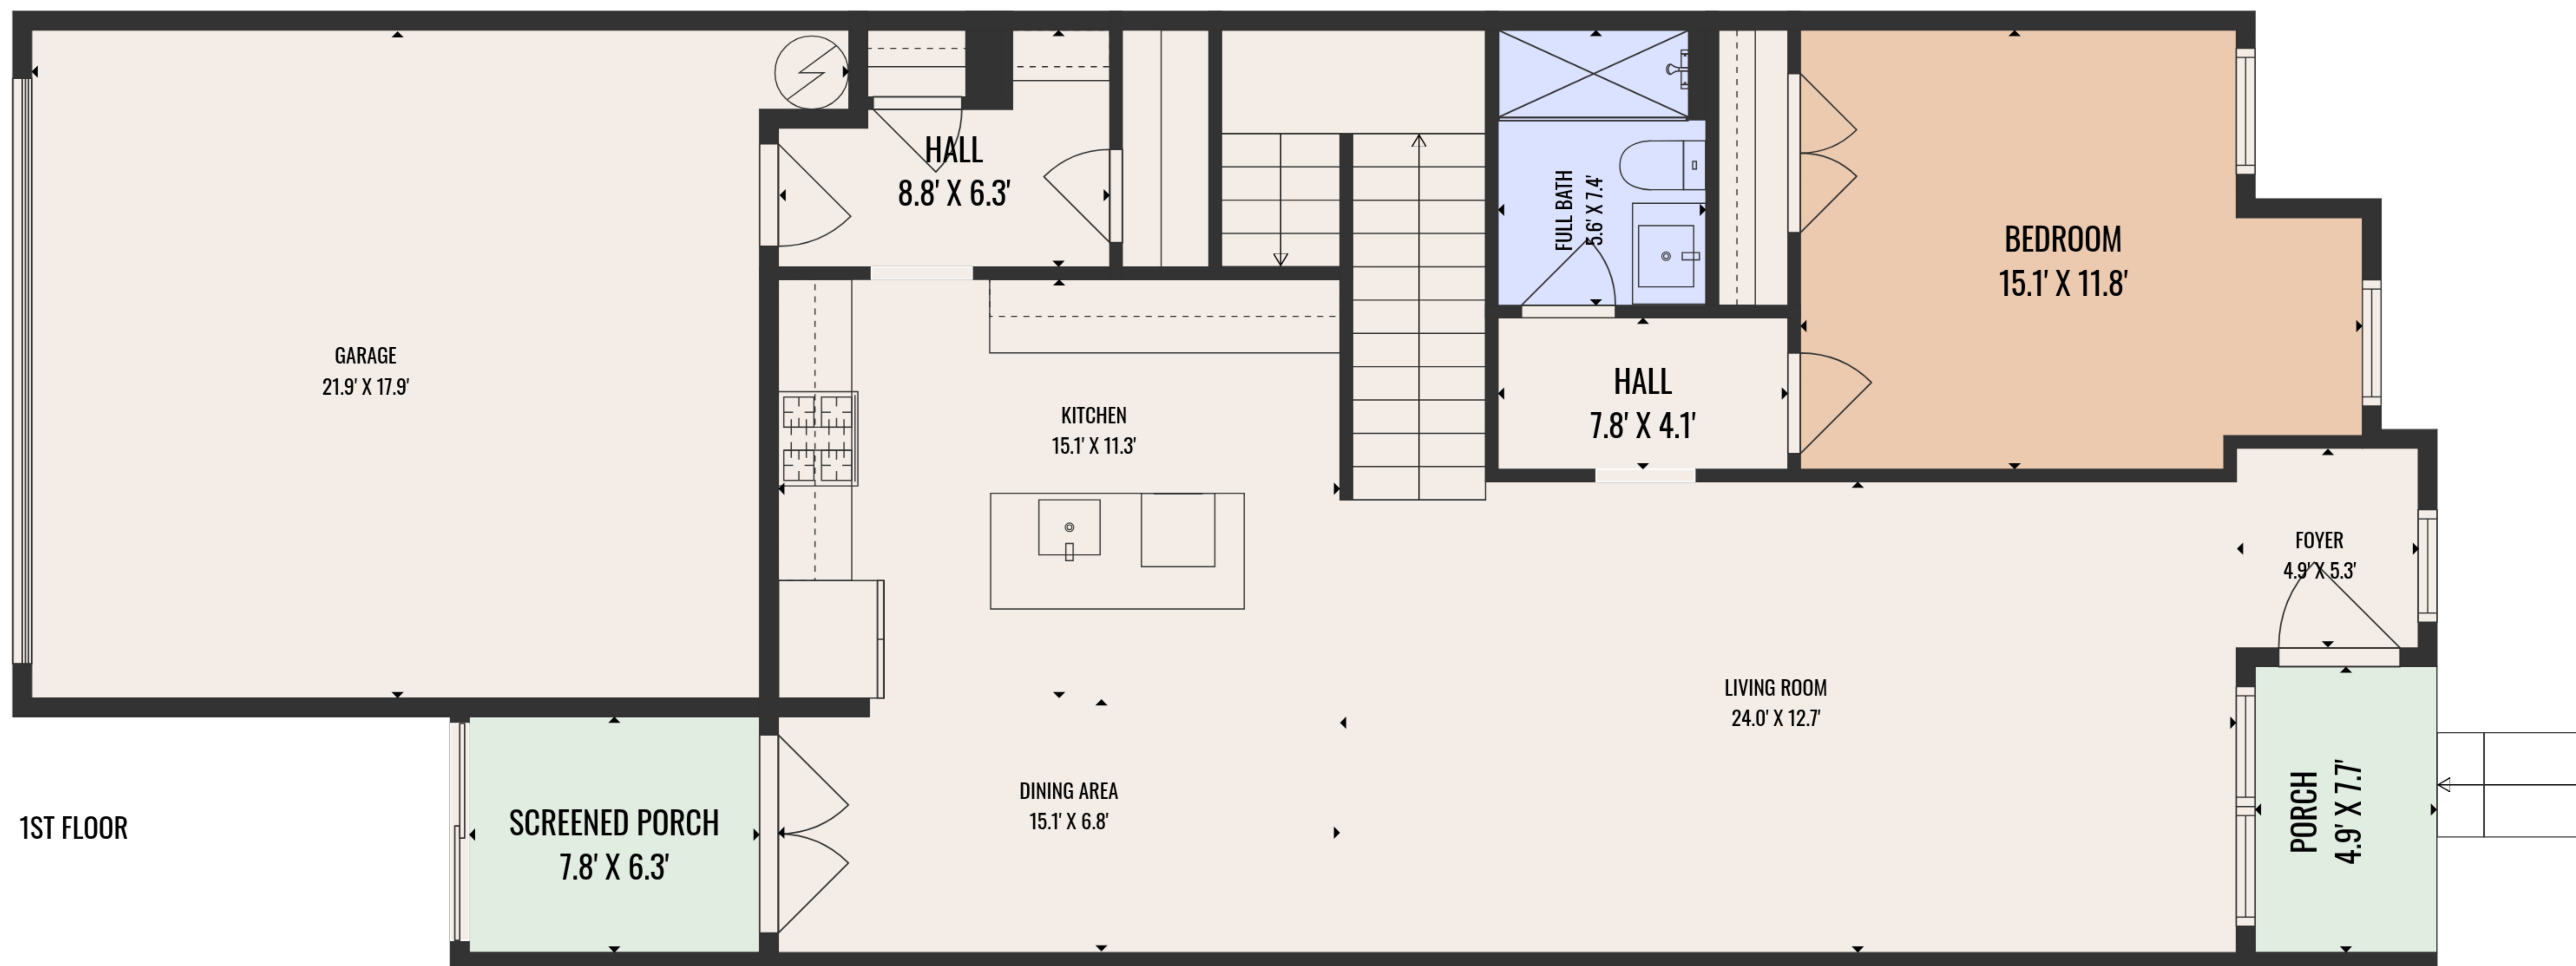 HALL
8.8' X 6.3'
FULL BATH
5.6' X 7.4'
BEDROOM
15.1' X 11.8'
GARAGE
21.9' X 17.9'
KITCHEN
15.1' X 11.3'
HALL
7.8' X 4.1'
FOYER
4.9' X 5.3'
LIVING ROOM
24.0' X 12.7'
DINING AREA
15.1' X 6.8'
SCREENED PORCH
7.8' X 6.3'
PORCH
4.9' X 7.7'
1ST FLOOR